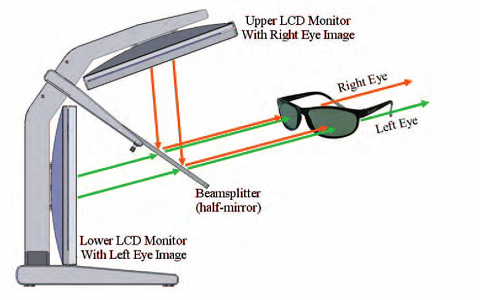 Upper LCD Monitor
With Right Eye Image
Right Eye
Left Eye
Beamsplitter
(half-mirror)
Lower LCD Monitor
With Left Eye Image